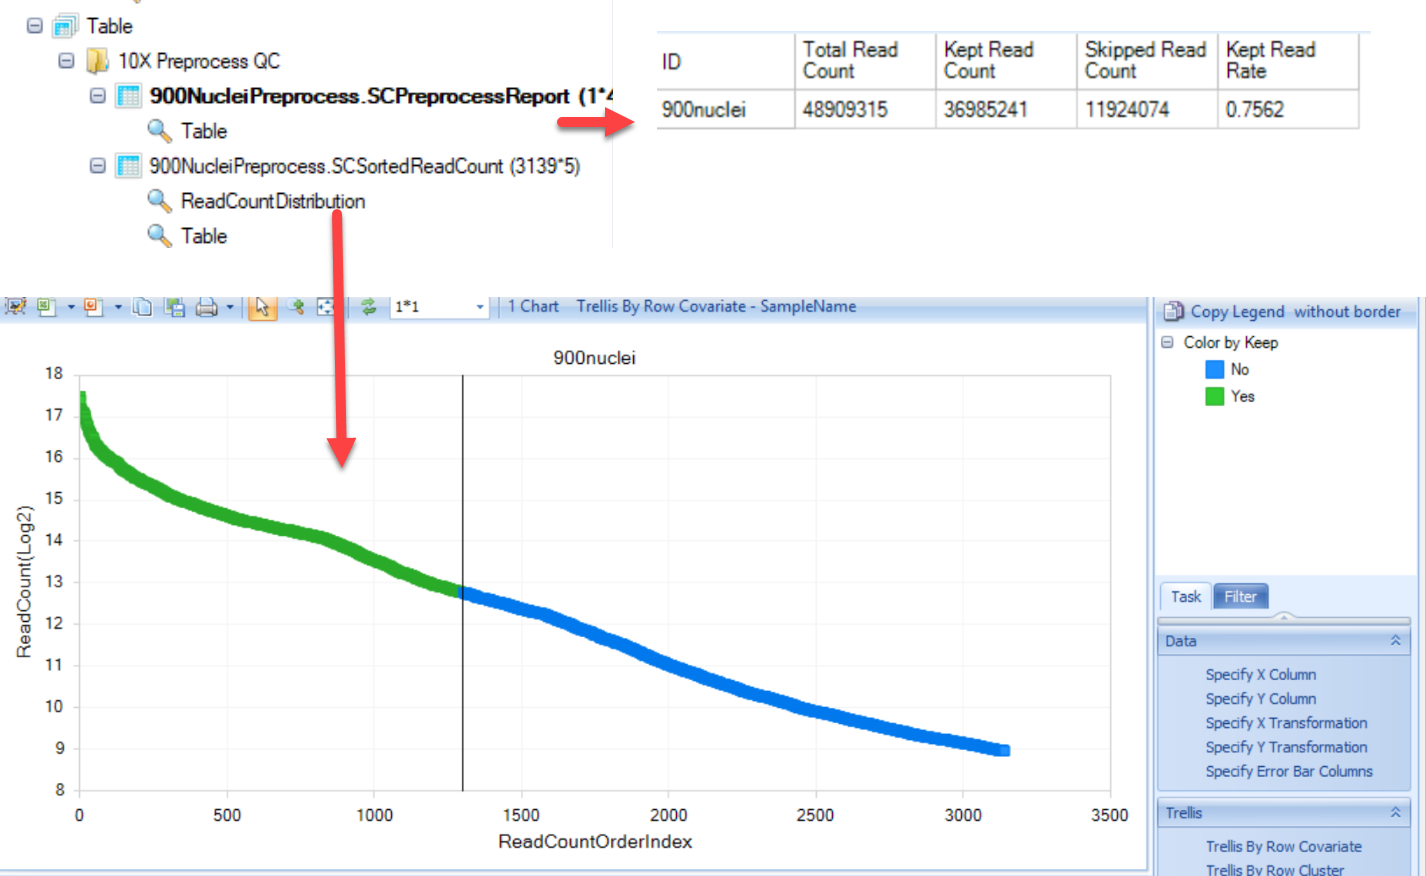 Table
10X Preprocess QC
900NucleiPreprocess.SCPreprocessReport (1*4
Table
900NucleiPreprocess.SCSortedReadCount (3139*5)
ReadCountDistribution
Table
ID Total Read Count Kept Read Count Skipped Read Count Kept Read Rate
900nuclei 48909315 36985241 11924074 0.7562
1*1 1 Chart Trellis By Row Covariate - SampleName
900nuclei
18
17
16
15
14
13
12
11
10
9
8
ReadCount(Log2)
0 500 1000 1500 2000 2500 3000 3500
ReadCountOrderIndex
Copy Legend without border
Color by Keep
No
Yes
Task Filter
Data
Specify X Column
Specify Y Column
Specify X Transformation
Specify Y Transformation
Specify Error Bar Columns
Trellis
Trellis By Row Covariate
Trellis By Row Cluster